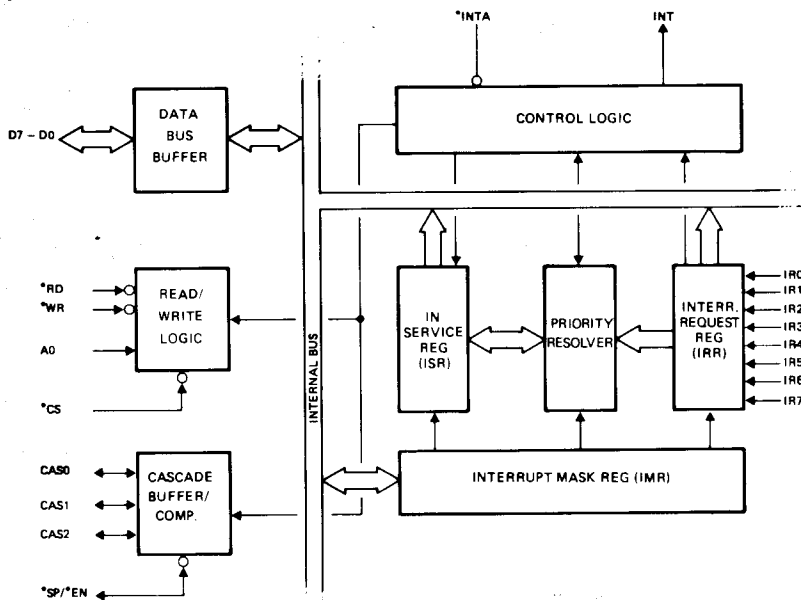 *INTA
INT
DATA
BUS
BUFFER
D7 – D0
CONTROL LOGIC
*RD
*WR
A0
*CS
READ/
WRITE
LOGIC
INTERNAL BUS
IN
SERVICE
REG
(ISR)
PRIORITY
RESOLVER
INTERR.
REQUEST
REG
(IRR)
IR0
IR1
IR2
IR3
IR4
IR5
IR6
IR7
CAS0
CAS1
CAS2
CASCADE
BUFFER/
COMP.
INTERRUPT MASK REG (IMR)
*SP/*EN